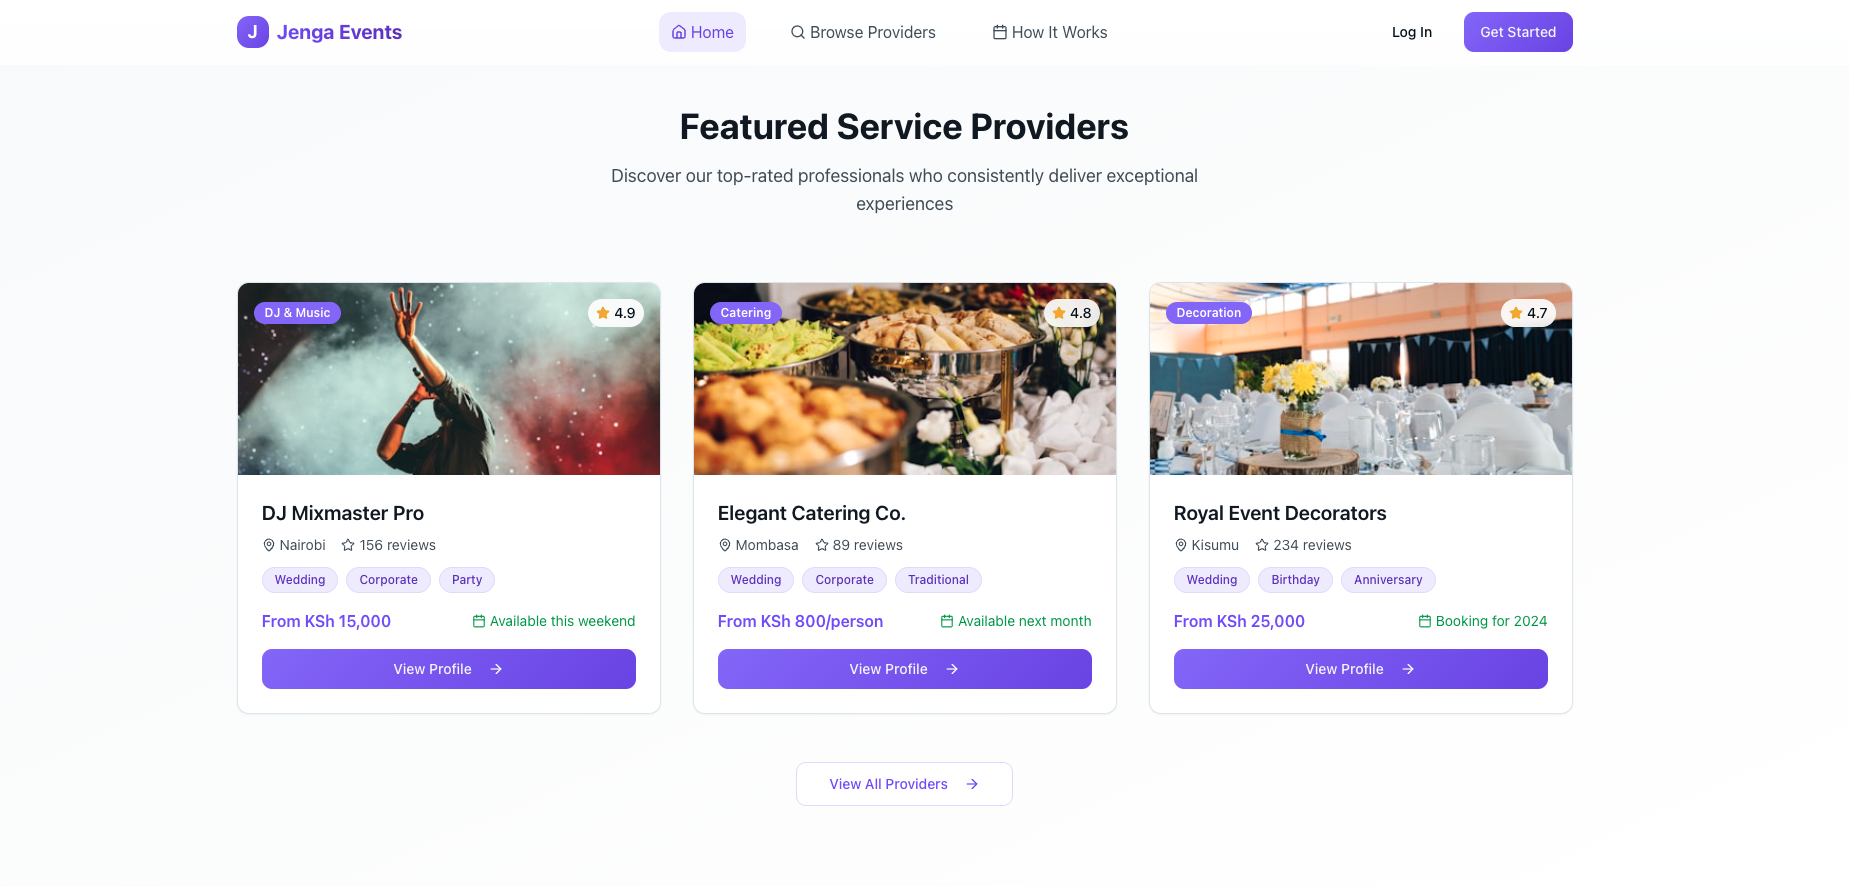 J Jenga Events
Home
Browse Providers
How It Works
Log In
Get Started
Featured Service Providers
Discover our top-rated professionals who consistently deliver exceptional
experiences
DJ & Music
4.9
DJ Mixmaster Pro
Nairobi
156 reviews
Wedding
Corporate
Party
From KSh 15,000
Available this weekend
View Profile
Catering
4.8
Elegant Catering Co.
Mombasa
89 reviews
Wedding
Corporate
Traditional
From KSh 800/person
Available next month
View Profile
Decoration
4.7
Royal Event Decorators
Kisumu
234 reviews
Wedding
Birthday
Anniversary
From KSh 25,000
Booking for 2024
View Profile
View All Providers